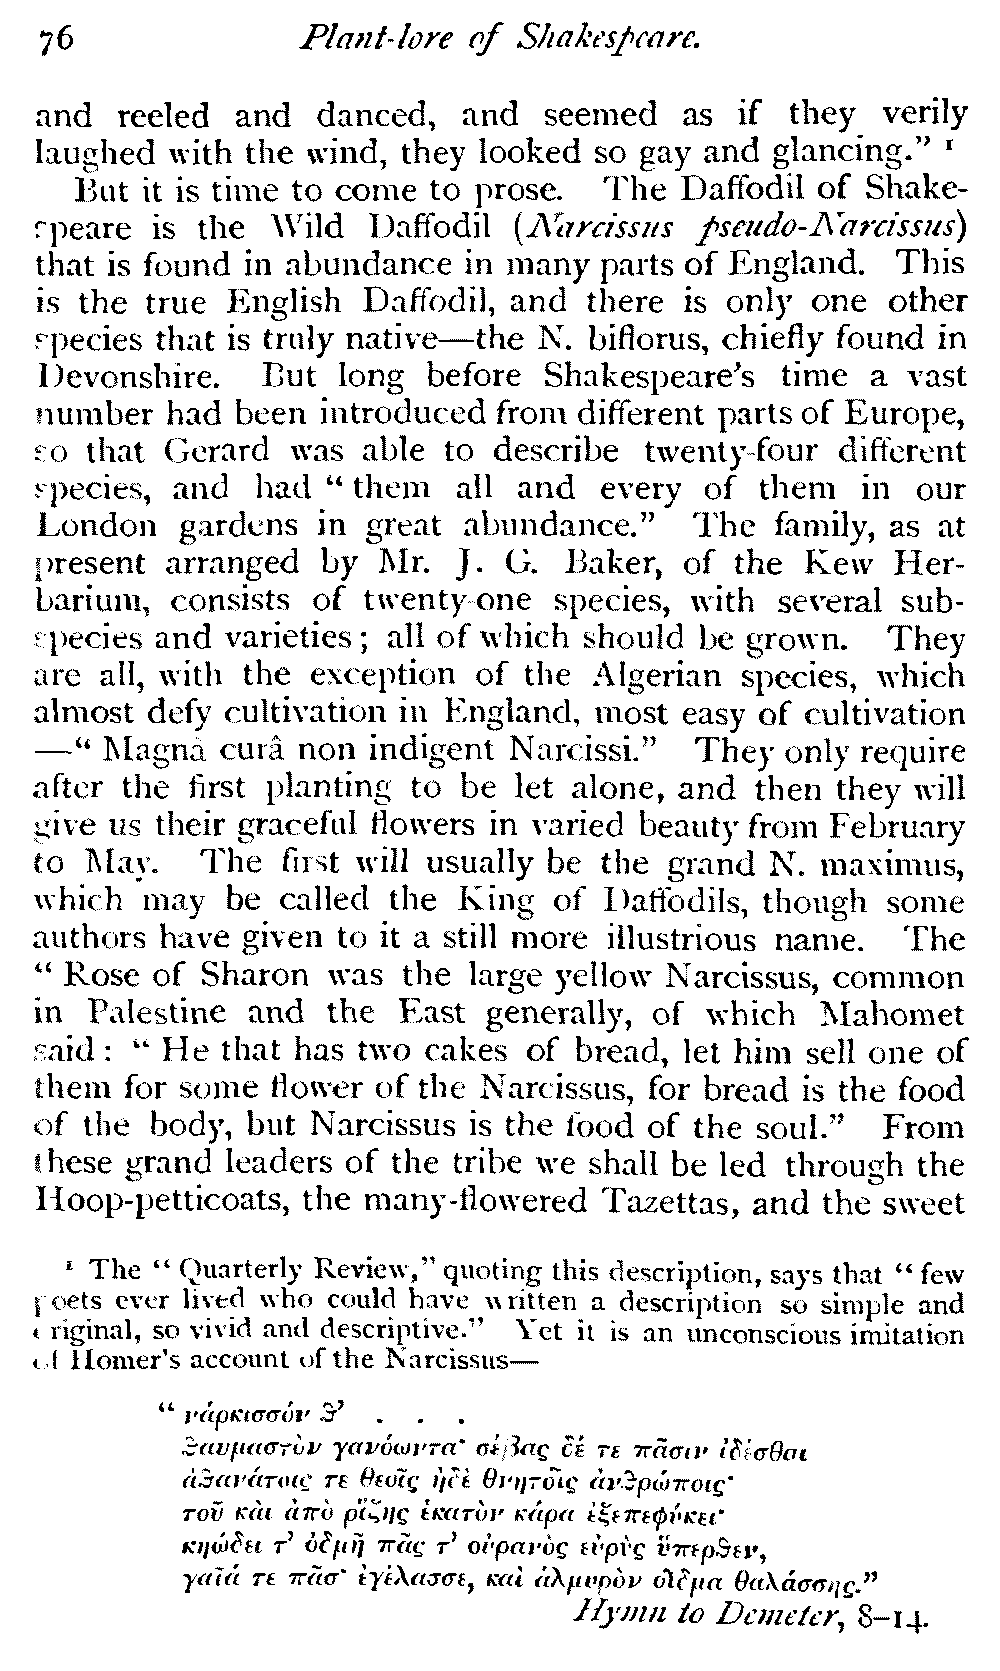 76 Plant-lore of Shakespeare.
and reeled and danced, and seemed as if they verily
laughed with the wind, they looked so gay and glancing." ¹
But it is time to come to prose. The Daffodil of Shake-
speare is the Wild Daffodil (Narcissus pseudo-Narcissus)
that is found in abundance in many parts of England. This
is the true English Daffodil, and there is only one other
species that is truly native—the N. biflorus, chiefly found in
Devonshire. But long before Shakespeare's time a vast
number had been introduced from different parts of Europe,
so that Gerard was able to describe twenty-four different
species, and had "them all and every of them in our
London gardens in great abundance." The family, as at
present arranged by Mr. J. G. Baker, of the Kew Her-
barium, consists of twenty-one species, with several sub-
species and varieties; all of which should be grown. They
are all, with the exception of the Algerian species, which
almost defy cultivation in England, most easy of cultivation
—"Magnâ curâ non indigent Narcissi." They only require
after the first planting to be let alone, and then they will
give us their graceful flowers in varied beauty from February
to May. The first will usually be the grand N. maximus,
which may be called the King of Daffodils, though some
authors have given to it a still more illustrious name. The
"Rose of Sharon was the large yellow Narcissus, common
in Palestine and the East generally, of which Mahomet
said: "He that has two cakes of bread, let him sell one of
them for some flower of the Narcissus, for bread is the food
of the body, but Narcissus is the food of the soul." From
these grand leaders of the tribe we shall be led through the
Hoop-petticoats, the many-flowered Tazettas, and the sweet
¹ The "Quarterly Review," quoting this description, says that "few
poets ever lived who could have written a description so simple and
original, so vivid and descriptive." Yet it is an unconscious imitation
of Homer's account of the Narcissus—
"νάρκισσόν ϑ' . . .
ϑαυμαστὸν γανόωντα· σέβας δέ τε πᾶσιν ἰδέσθαι
ἀϑανάτοις τε θεοῖς ἠδὲ θνητοῖς ἀνϑρώποις·
τοῦ καὶ ἀπὸ ῥίζης ἑκατὸν κάρα ἐξεπεφύκει·
κηώδει τ' ὀδμῇ πᾶς τ' οὐρανὸς εὐρὺς ὕπερϑεν,
γαῖά τε πᾶσ' ἐγέλασσε, καὶ ἁλμυρὸν οἶδμα θαλάσσης."
Hymn to Demeter, 8–14.